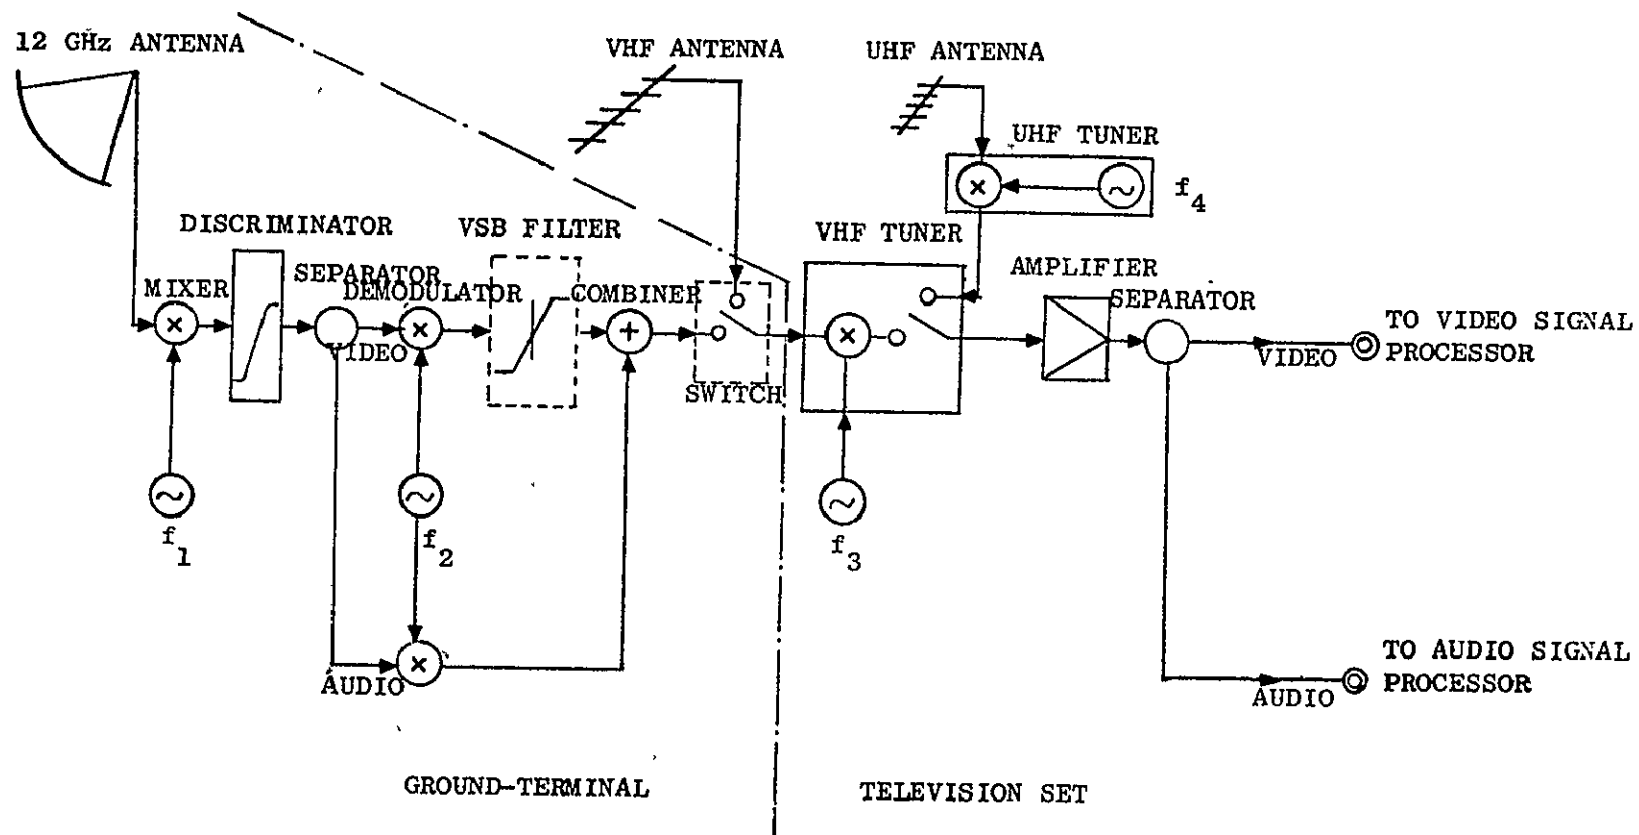 12 GHz ANTENNA
VHF ANTENNA
UHF ANTENNA
UHF TUNER
f4
DISCRIMINATOR
VSB FILTER
VHF TUNER
MIXER
SEPARATOR
DEMODULATOR
COMBINER
AMPLIFIER
SEPARATOR
VIDEO
SWITCH
VIDEO
TO VIDEO SIGNAL
PROCESSOR
f1
f2
f3
AUDIO
AUDIO
TO AUDIO SIGNAL
PROCESSOR
GROUND-TERMINAL
TELEVISION SET